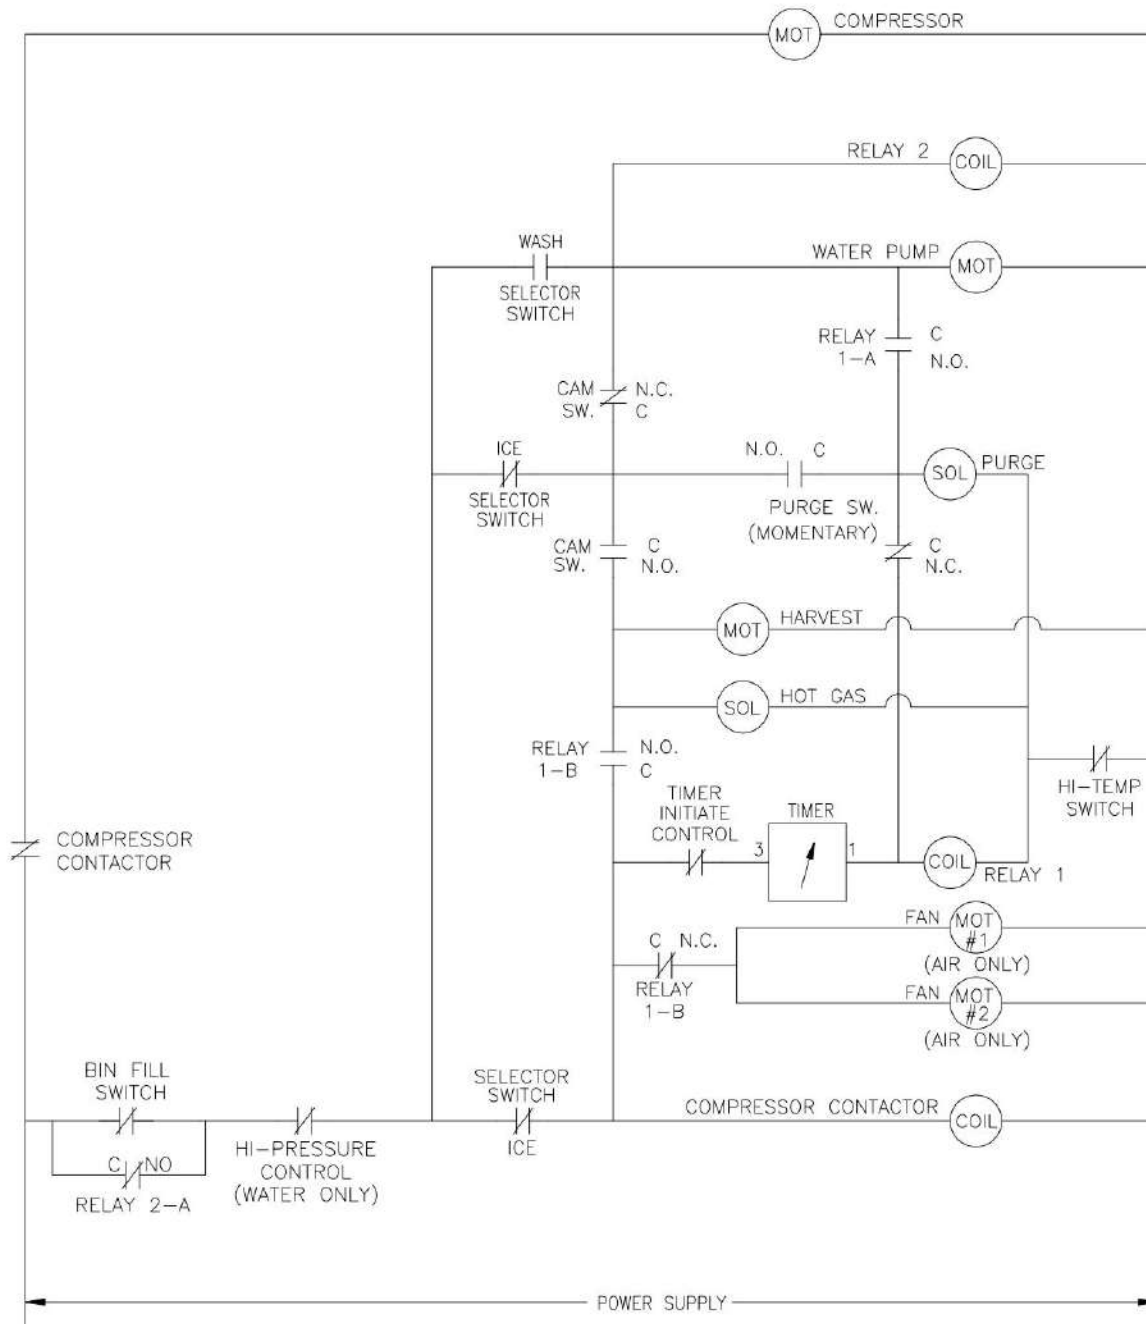 COMPRESSOR
MOT
RELAY 2
COIL
WASH
SELECTOR
SWITCH
WATER PUMP
MOT
RELAY
1-A
C
N.O.
CAM
SW.
N.C.
C
ICE
SELECTOR
SWITCH
N.O. C
PURGE SW.
(MOMENTARY)
SOL
PURGE
CAM
SW.
C
N.O.
C
N.C.
MOT
HARVEST
SOL
HOT GAS
RELAY
1-B
N.O.
C
HI-TEMP
SWITCH
TIMER
INITIATE
CONTROL
TIMER
3
1
COIL
RELAY 1
COMPRESSOR
CONTACTOR
C N.C.
RELAY
1-B
FAN
MOT
#1
(AIR ONLY)
FAN
MOT
#2
(AIR ONLY)
BIN FILL
SWITCH
C NO
RELAY 2-A
HI-PRESSURE
CONTROL
(WATER ONLY)
SELECTOR
SWITCH
ICE
COMPRESSOR CONTACTOR
COIL
POWER SUPPLY